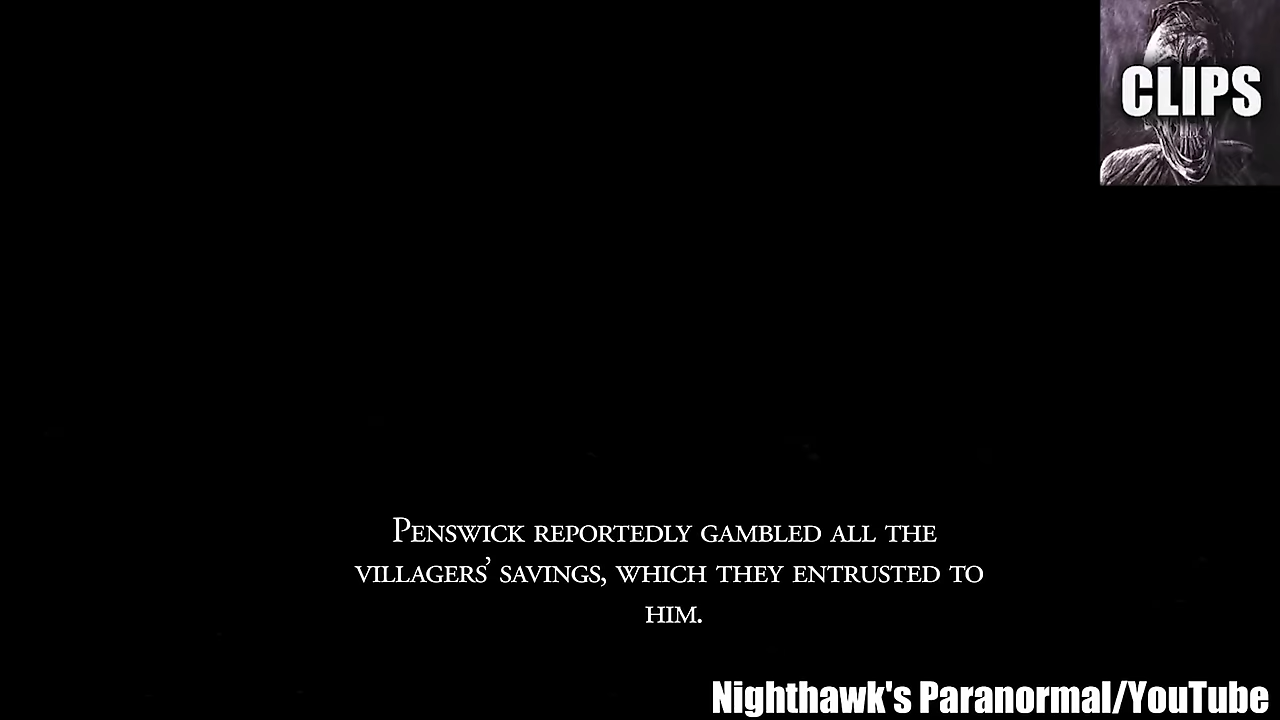 CLIPS
Penswick reportedly gambled all the
villagers’ savings, which they entrusted to
him.
Nighthawk's Paranormal/YouTube